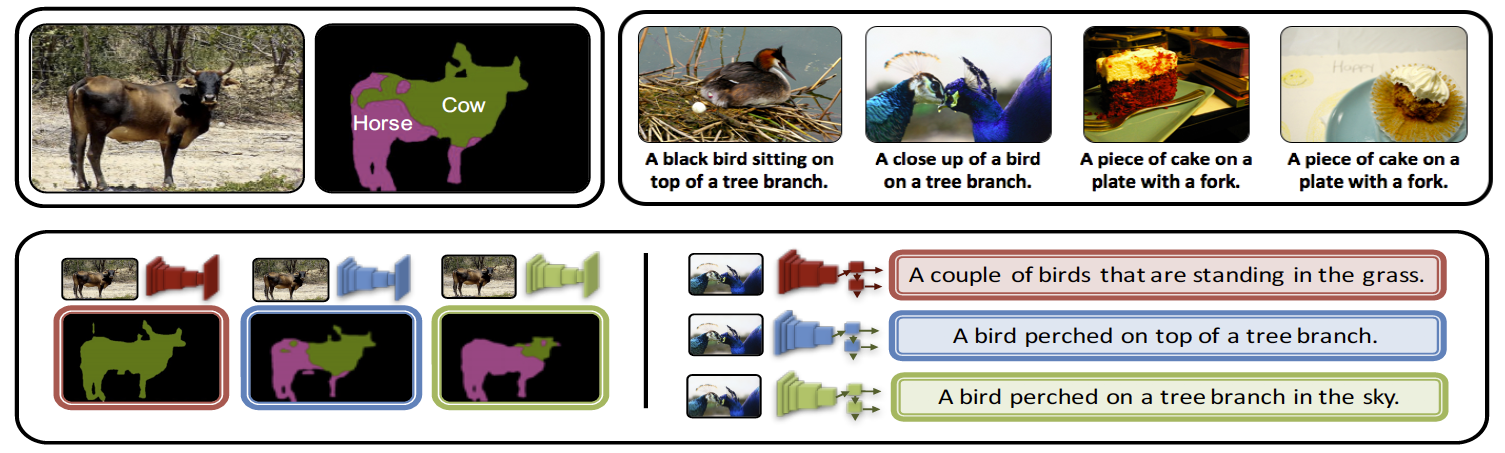 Cow
Horse
A black bird sitting on
top of a tree branch.
A close up of a bird
on a tree branch.
A piece of cake on a
plate with a fork.
A piece of cake on a
plate with a fork.
Happy
A couple of birds that are standing in the grass.
A bird perched on top of a tree branch.
A bird perched on a tree branch in the sky.